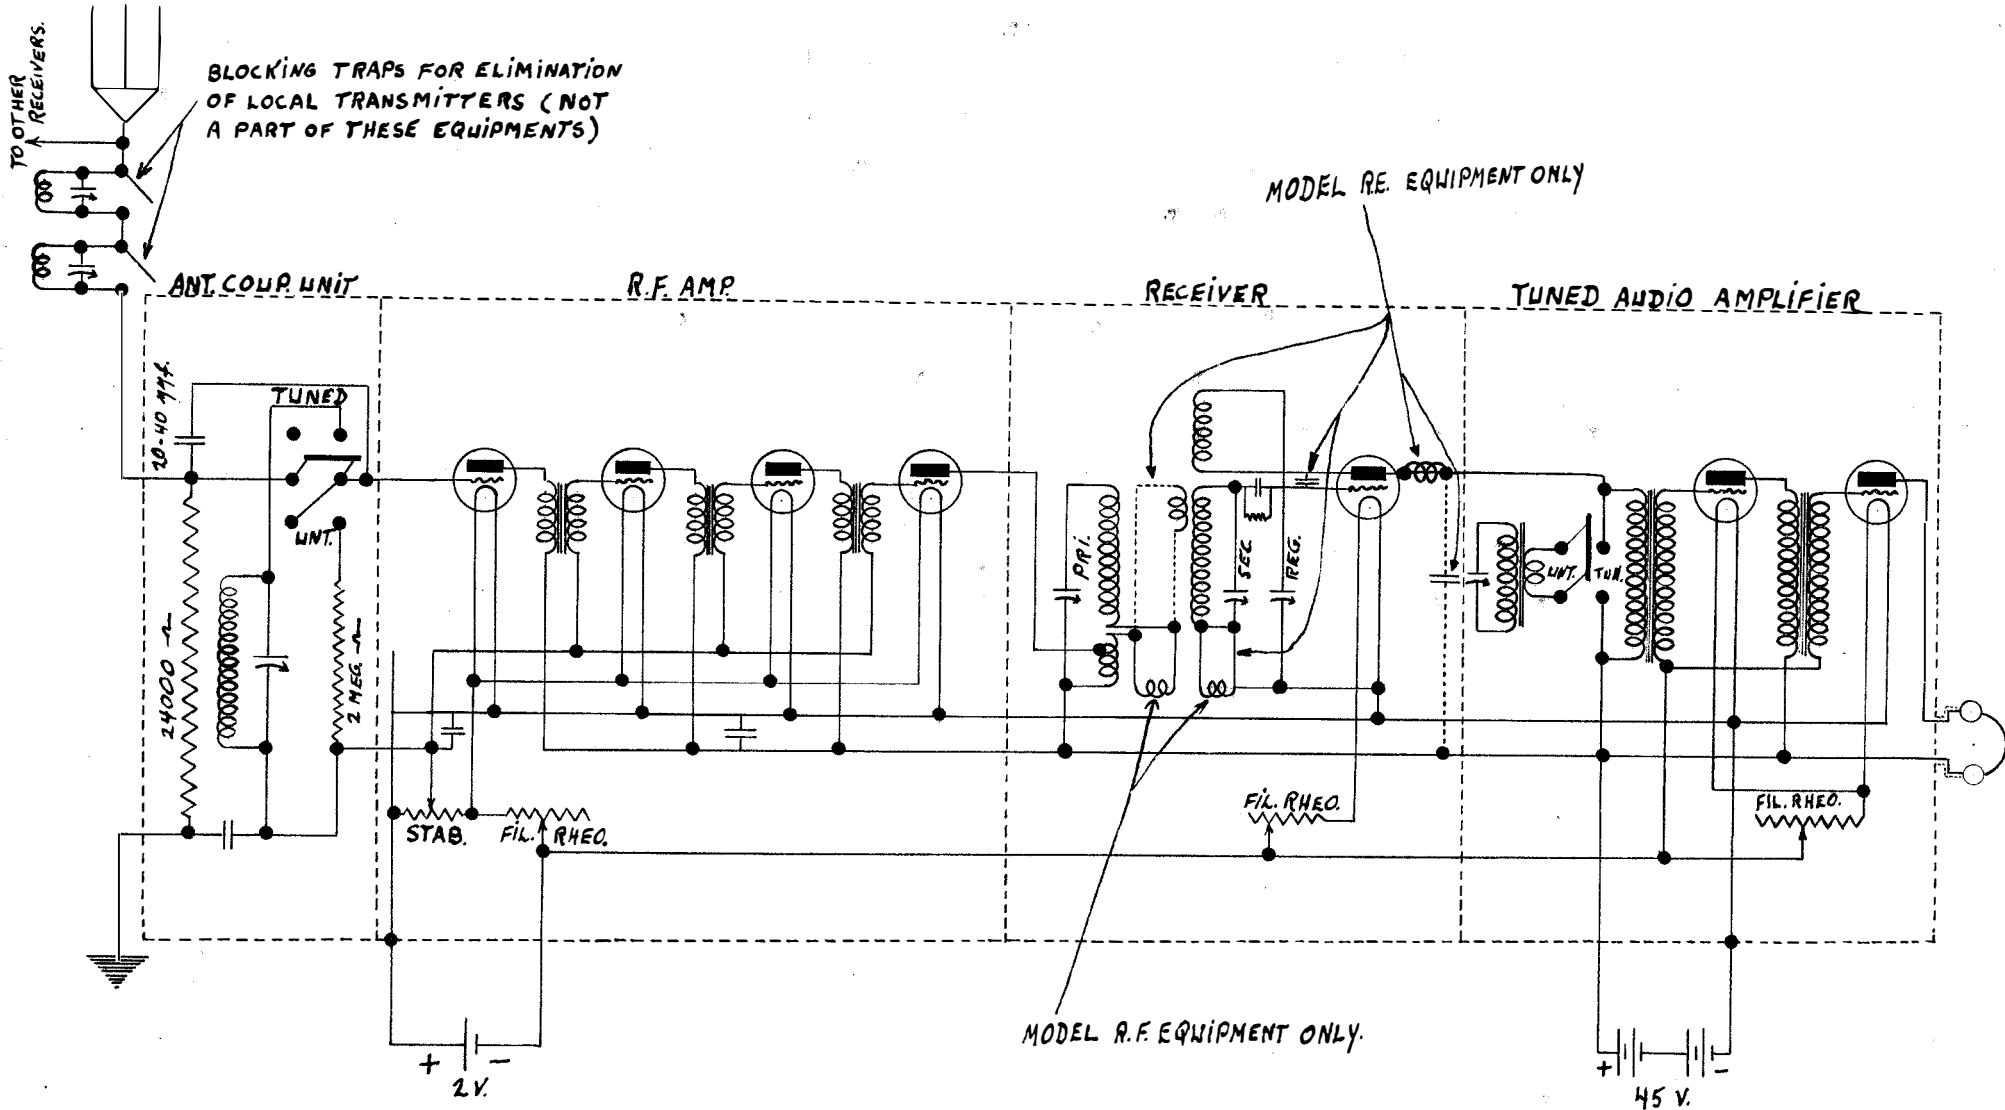 TO OTHER
RECEIVERS.
BLOCKING TRAPS FOR ELIMINATION
OF LOCAL TRANSMITTERS (NOT
A PART OF THESE EQUIPMENTS)
MODEL R.E. EQUIPMENT ONLY
ANT. COUP. UNIT
R.F. AMP.
RECEIVER
TUNED AUDIO AMPLIFIER
20-40 MMF.
TUNED
UNT.
24000 Ω
2 MEG. Ω
PRI.
SEC
REG.
UNT.
TUN.
STAB.
FIL. RHEO.
FIL. RHEO.
FIL. RHEO.
MODEL R.F. EQUIPMENT ONLY.
+ -
2 V.
+ -
45 V.